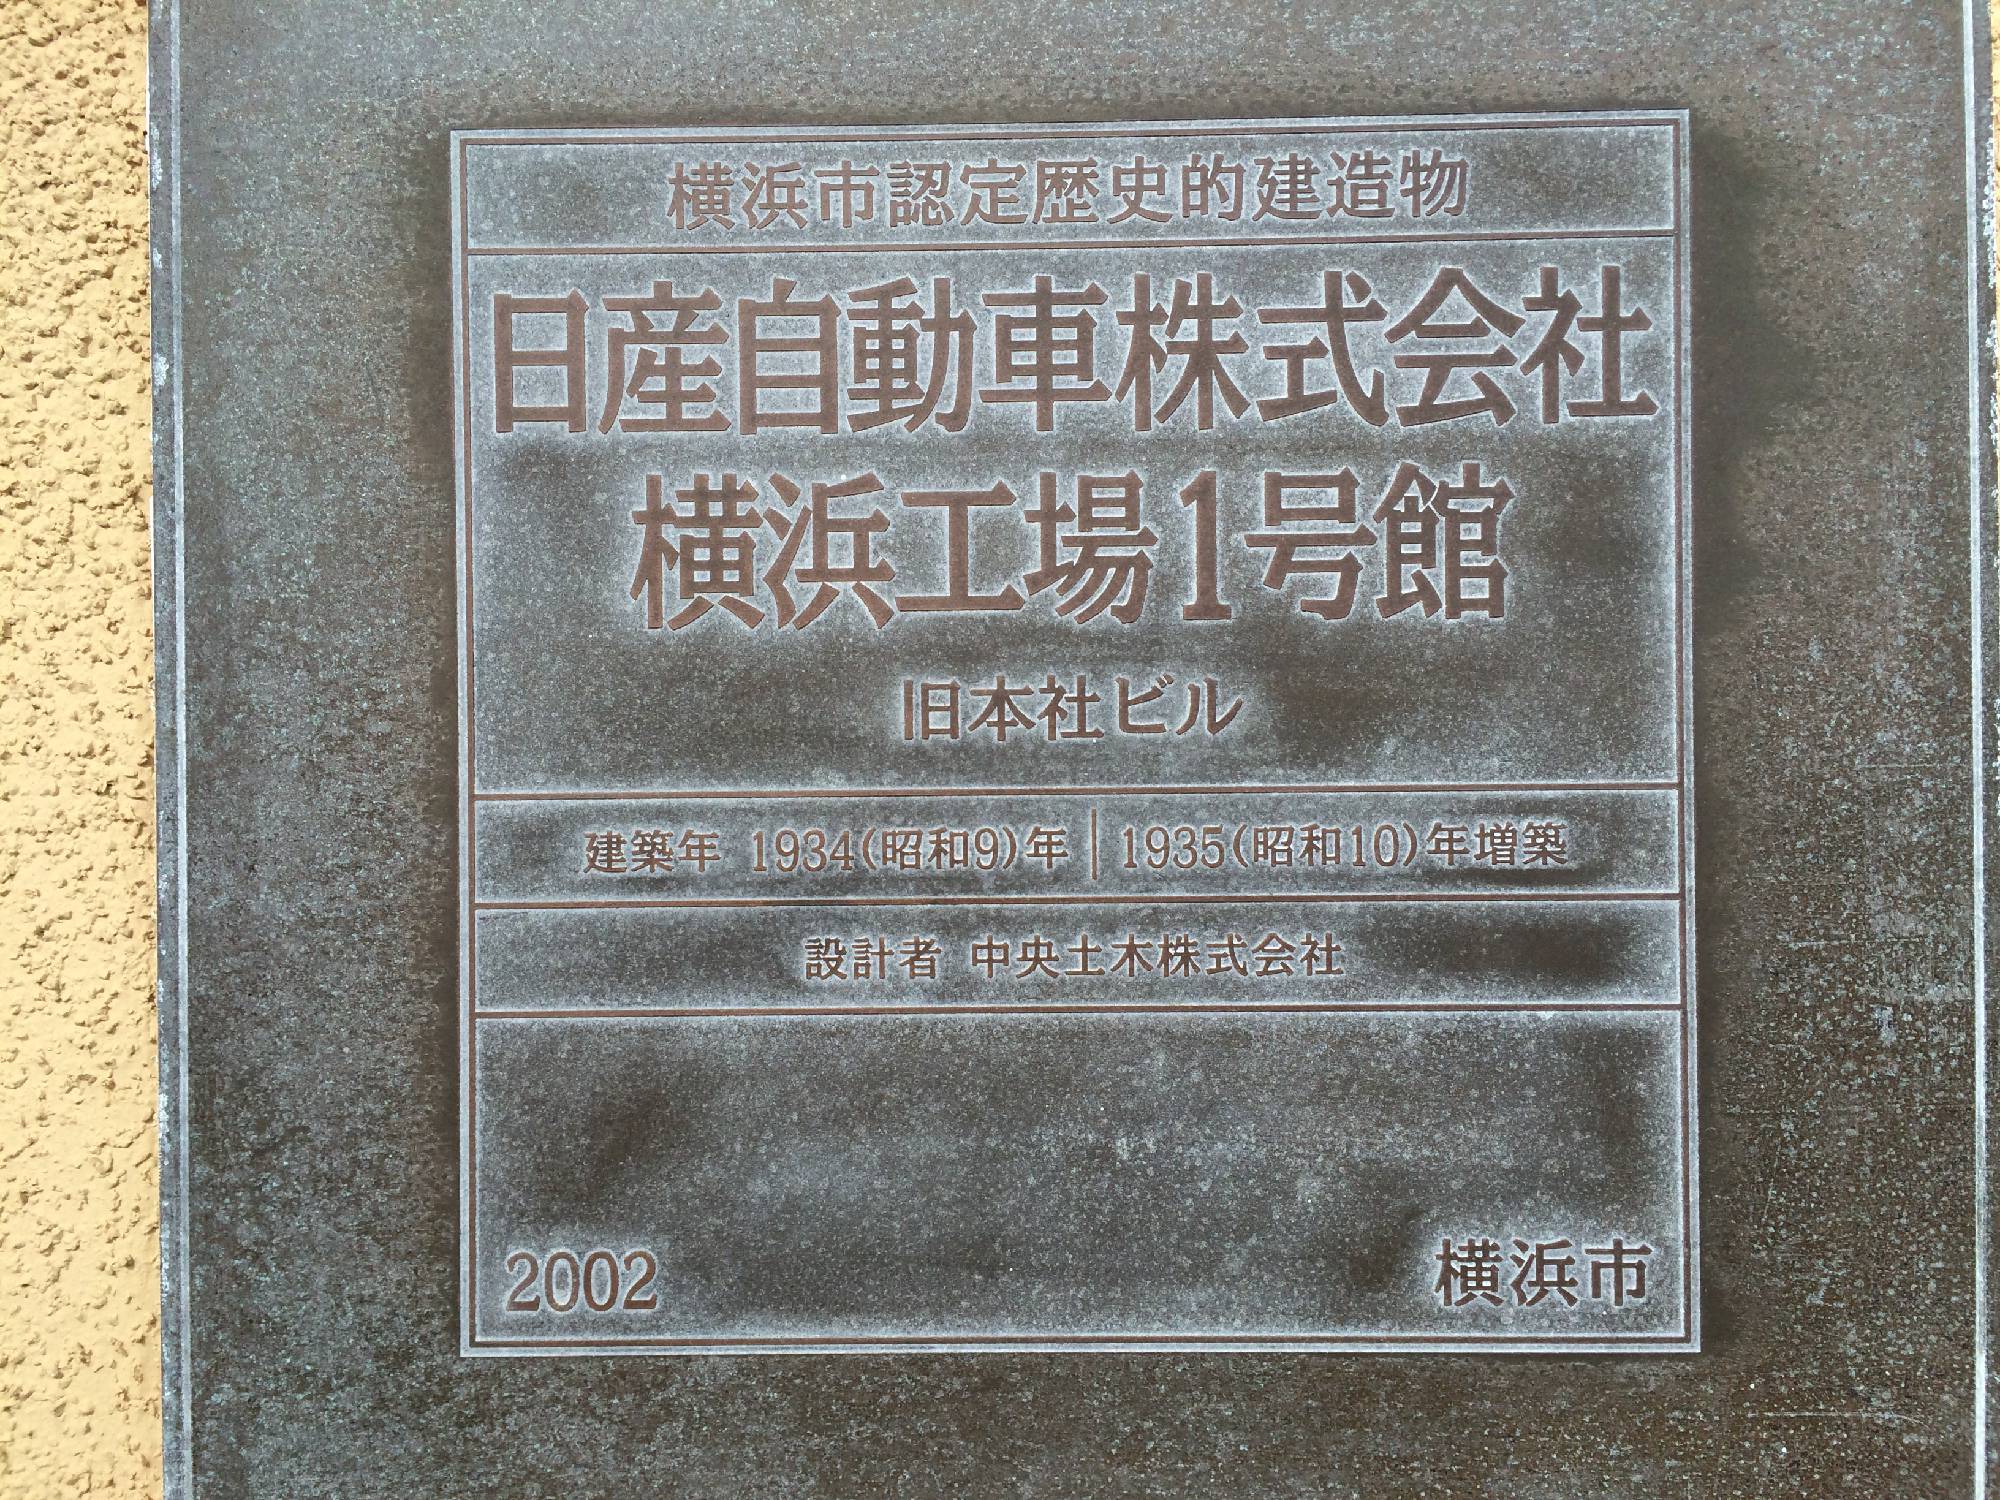 横浜市認定歴史的建造物
日産自動車株式会社
横浜工場1号館
旧本社ビル
建築年 1934(昭和9)年｜1935(昭和10)年増築
設計者 中央土木株式会社
2002 横浜市